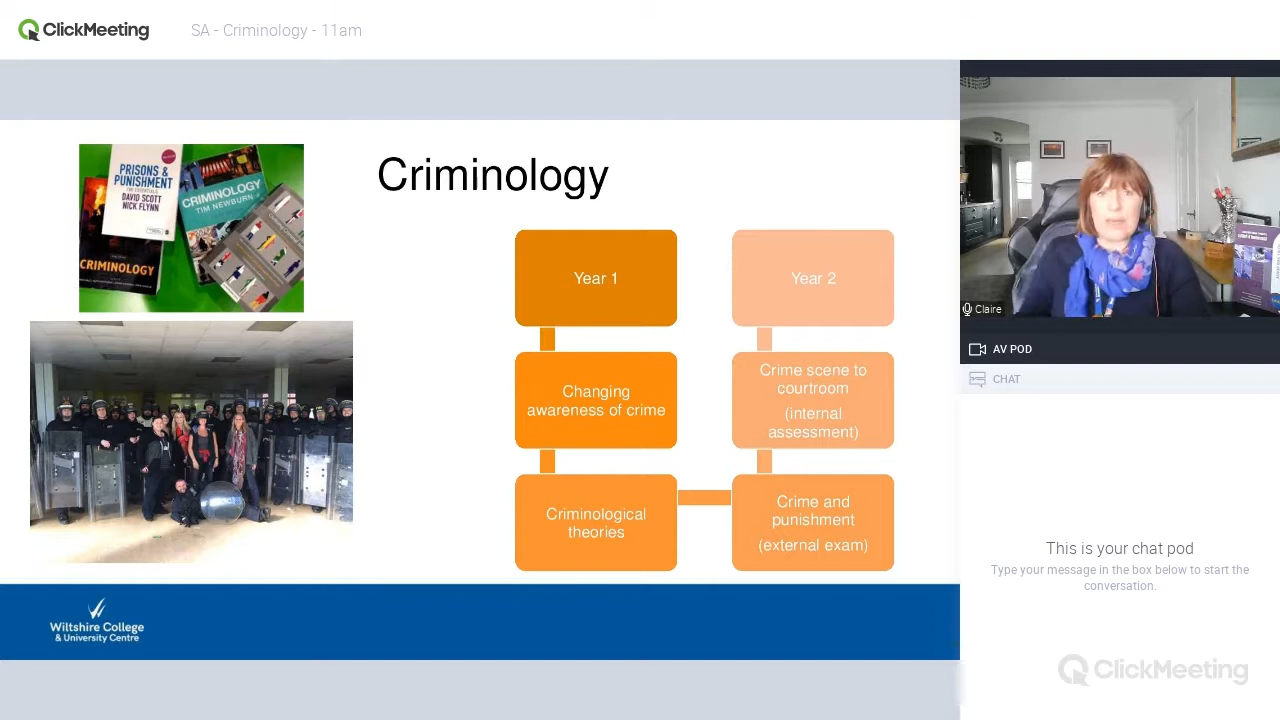 ClickMeeting
SA - Criminology - 11am
PRISONS &
PUNISHMENT
THE ESSENTIALS
DAVID SCOTT
NICK FLYNN
CRIMINOLOGY
TIM NEWBURN
CRIMINOLOGY
Criminology
Year 1
Year 2
Changing
awareness of crime
Crime scene to
courtroom
(internal
assessment)
Criminological
theories
Crime and
punishment
(external exam)
Wiltshire College
& University Centre
Claire
AV POD
CHAT
This is your chat pod
Type your message in the box below to start the
conversation.
ClickMeeting